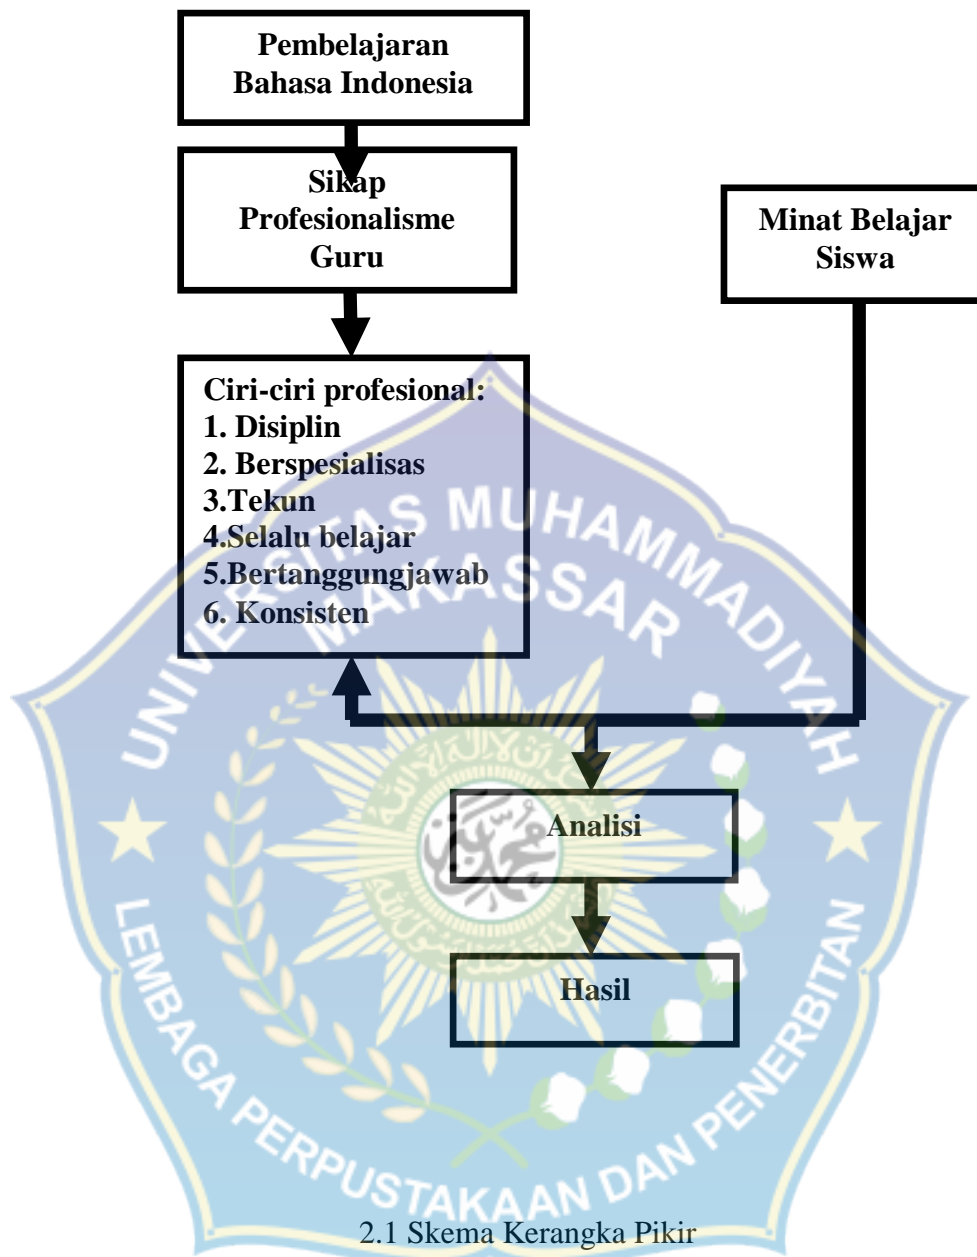 Pembelajaran
Bahasa Indonesia
Sikap
Profesionalisme
Guru
Minat Belajar
Siswa
Ciri-ciri profesional:
1. Disiplin
2. Berspesialisas
3.Tekun
4.Selalu belajar
5.Bertanggungjawab
6. Konsisten
UNIVERSITAS MUHAMMADIYAH
MAKASSAR
Analisi
محمد
Hasil
LEMBAGA PERPUSTAKAAN DAN PENERBITAN
2.1 Skema Kerangka Pikir